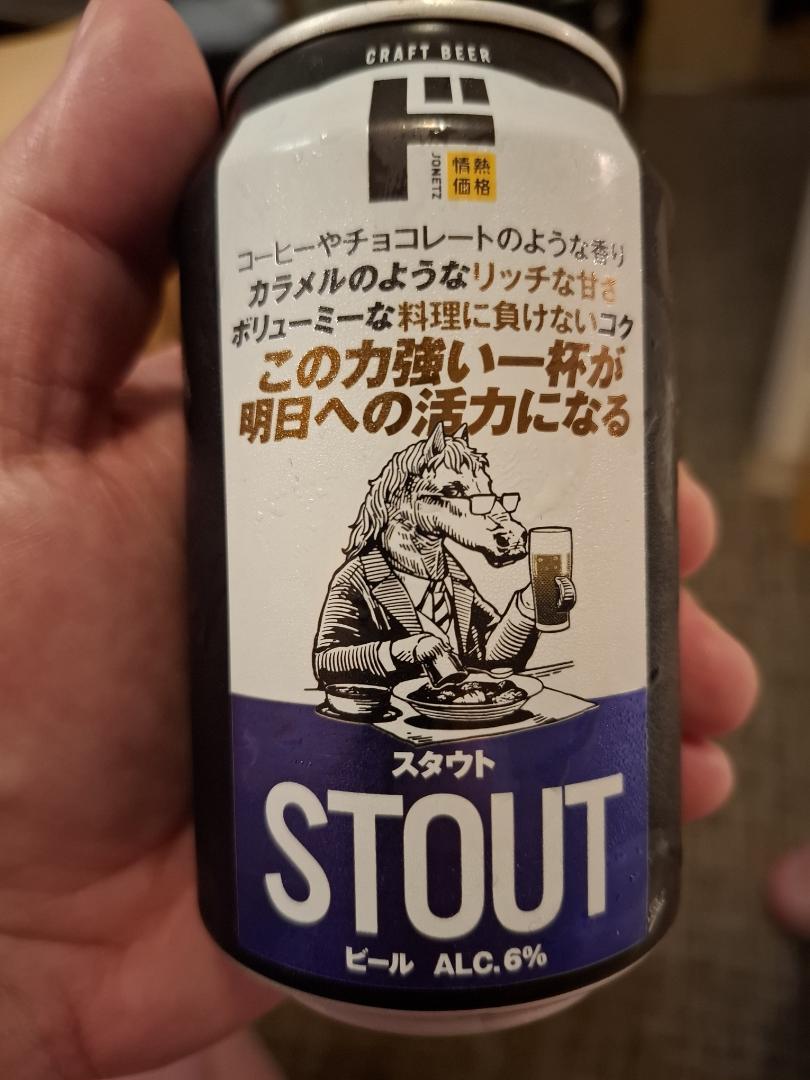 CRAFT BEER
ド
JONETZ
情熱
価格
コーヒーやチョコレートのような香り
カラメルのようなリッチな甘さ
ボリューミーな料理に負けないコク
この力強い一杯が
明日への活力になる
スタウト
STOUT
ビール ALC.6%